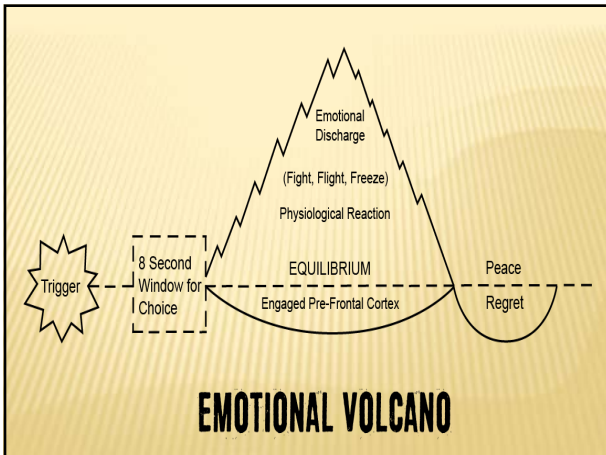 Emotional
Discharge
(Fight, Flight, Freeze)
Physiological Reaction
Trigger
8 Second
Window for
Choice
EQUILIBRIUM
Engaged Pre-Frontal Cortex
Peace
Regret
EMOTIONAL VOLCANO